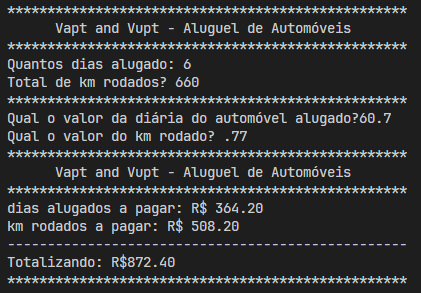 **************************************************
Vapt and Vupt - Aluguel de Automóveis
**************************************************
Quantos dias alugado: 6
Total de km rodados? 660
**************************************************
Qual o valor da diária do automóvel alugado?60.7
Qual o valor do km rodado? .77
**************************************************
Vapt and Vupt - Aluguel de Automóveis
**************************************************
dias alugados a pagar: R$ 364.20
km rodados a pagar: R$ 508.20
--------------------------------------------------
Totalizando: R$872.40
**************************************************